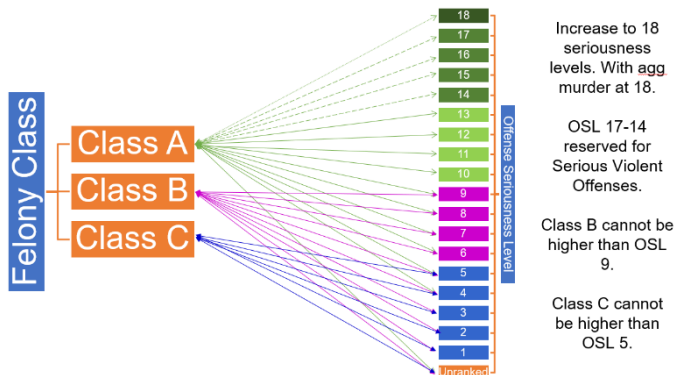 Felony Class
Class A
Class B
Class C
18
17
16
15
14
13
12
11
10
9
8
7
6
5
4
3
2
1
Unranked
Offense Seriousness Level
Increase to 18
seriousness
levels. With agg
murder at 18.
OSL 17-14
reserved for
Serious Violent
Offenses.
Class B cannot be
higher than OSL
9.
Class C cannot
be higher than
OSL 5.